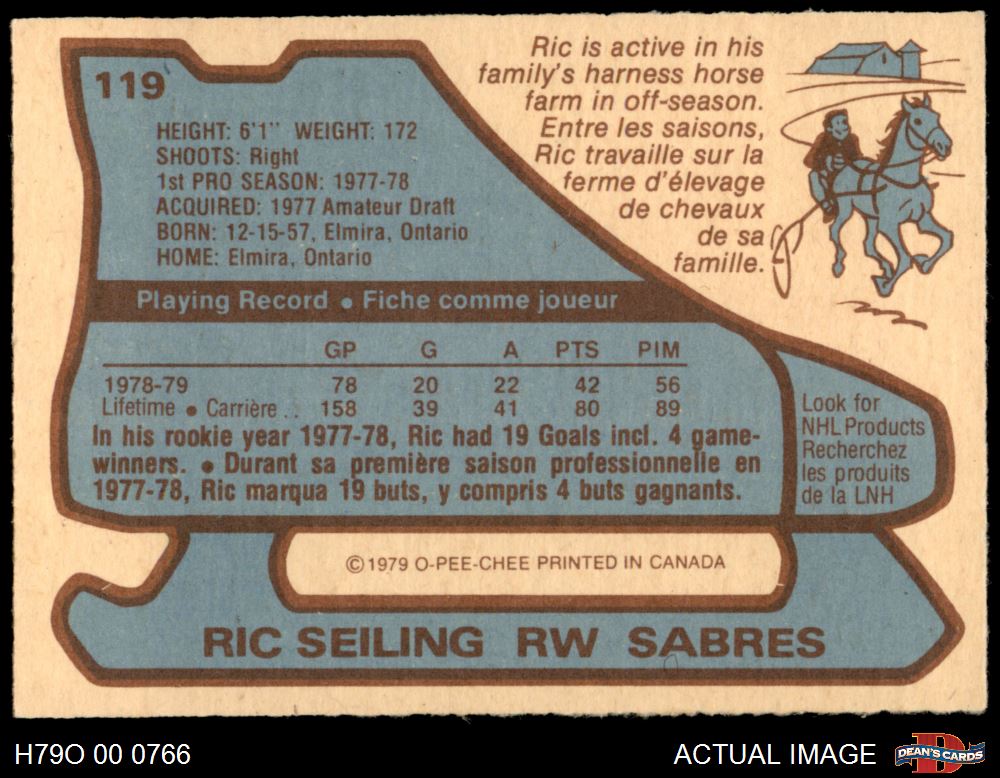 119
HEIGHT: 6'1" WEIGHT: 172
SHOOTS: Right
1st PRO SEASON: 1977-78
ACQUIRED: 1977 Amateur Draft
BORN: 12-15-57, Elmira, Ontario
HOME: Elmira, Ontario
Ric is active in his
family's harness horse
farm in off-season.
Entre les saisons,
Ric travaille sur la
ferme d'élevage
de chevaux
de sa
famille.
Playing Record ● Fiche comme joueur
GP G A PTS PIM
1978-79 78 20 22 42 56
Lifetime ● Carrière .. 158 39 41 80 89
In his rookie year 1977-78, Ric had 19 Goals incl. 4 game-
winners. ● Durant sa première saison professionnelle en
1977-78, Ric marqua 19 buts, y compris 4 buts gagnants.
Look for
NHL Products
Recherchez
les produits
de la LNH
©1979 O-PEE-CHEE PRINTED IN CANADA
RIC SEILING RW SABRES
H79O 00 0766
ACTUAL IMAGE
DEAN'S CARDS